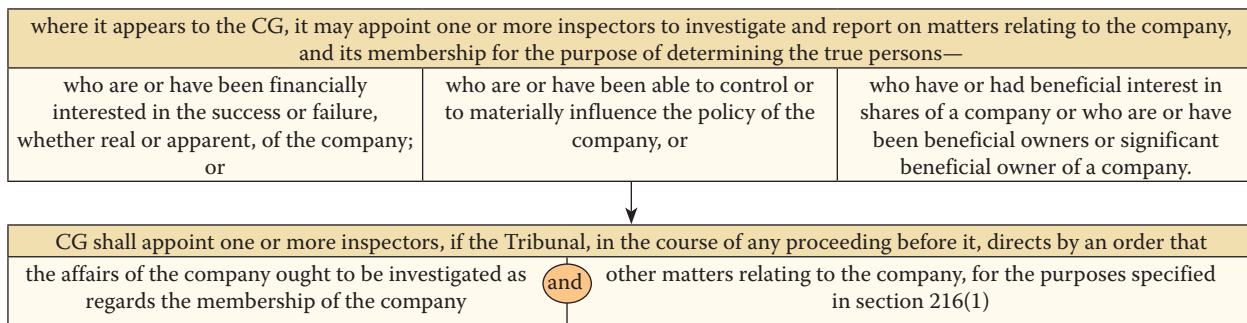 where it appears to the CG, it may appoint one or more inspectors to investigate and report on matters relating to the company,
and its membership for the purpose of determining the true persons—
who are or have been financially
interested in the success or failure,
whether real or apparent, of the company;
or
who are or have been able to control or
to materially influence the policy of the
company, or
who have or had beneficial interest in
shares of a company or who are or have
been beneficial owners or significant
beneficial owner of a company.
CG shall appoint one or more inspectors, if the Tribunal, in the course of any proceeding before it, directs by an order that
the affairs of the company ought to be investigated as
regards the membership of the company
and
other matters relating to the company, for the purposes specified
in section 216(1)